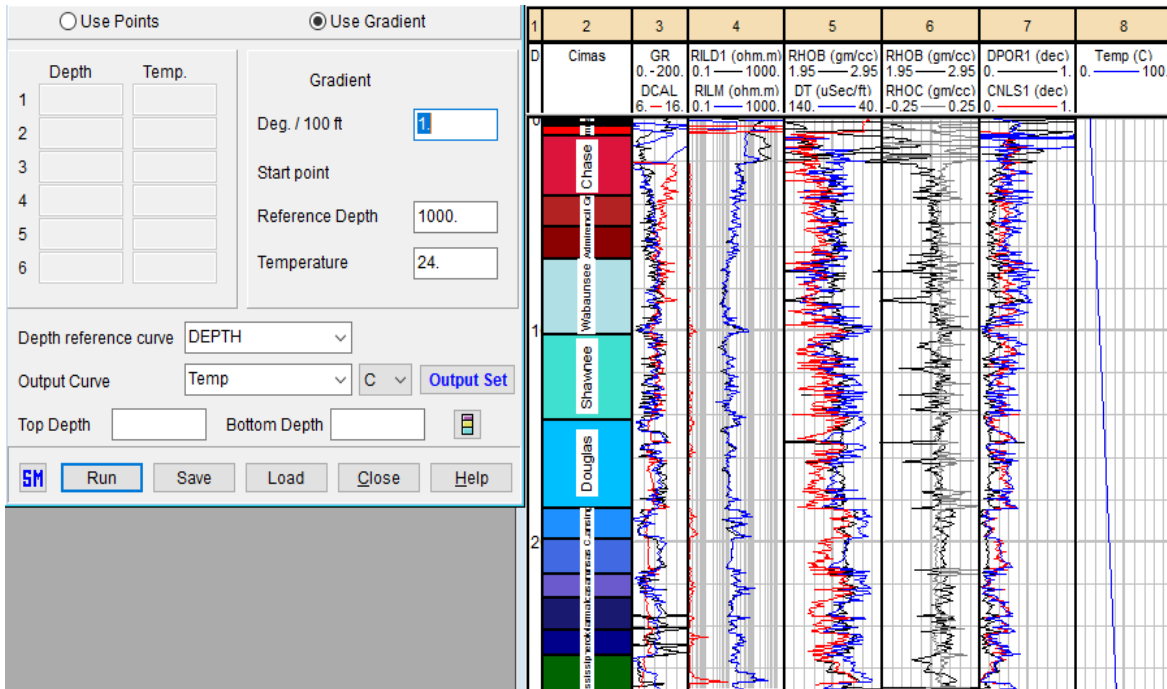 Use Points Use Gradient
Depth Temp.
1
2
3
4
5
6
Gradient
Deg. / 100 ft 1.
Start point
Reference Depth 1000.
Temperature 24.
Depth reference curve DEPTH
Output Curve Temp C Output Set
Top Depth Bottom Depth
SM Run Save Load Close Help
1 2 3 4 5 6 7 8
D Cimas GR RILD1 (ohm.m) RHOB (gm/cc) RHOB (gm/cc) DPOR1 (dec) Temp (C)
0. 200. 0.1 1000. 1.95 2.95 1.95 2.95 0. 1. 0. 100.
DCAL RILM (ohm.m) DT (uSec/ft) RHOC (gm/cc) CNLS1 (dec)
6. 16. 0.1 1000. 140. 40. -0.25 0.25 0. 1.
Chase
Wabaunsee
1
Shawnee
Douglas
2